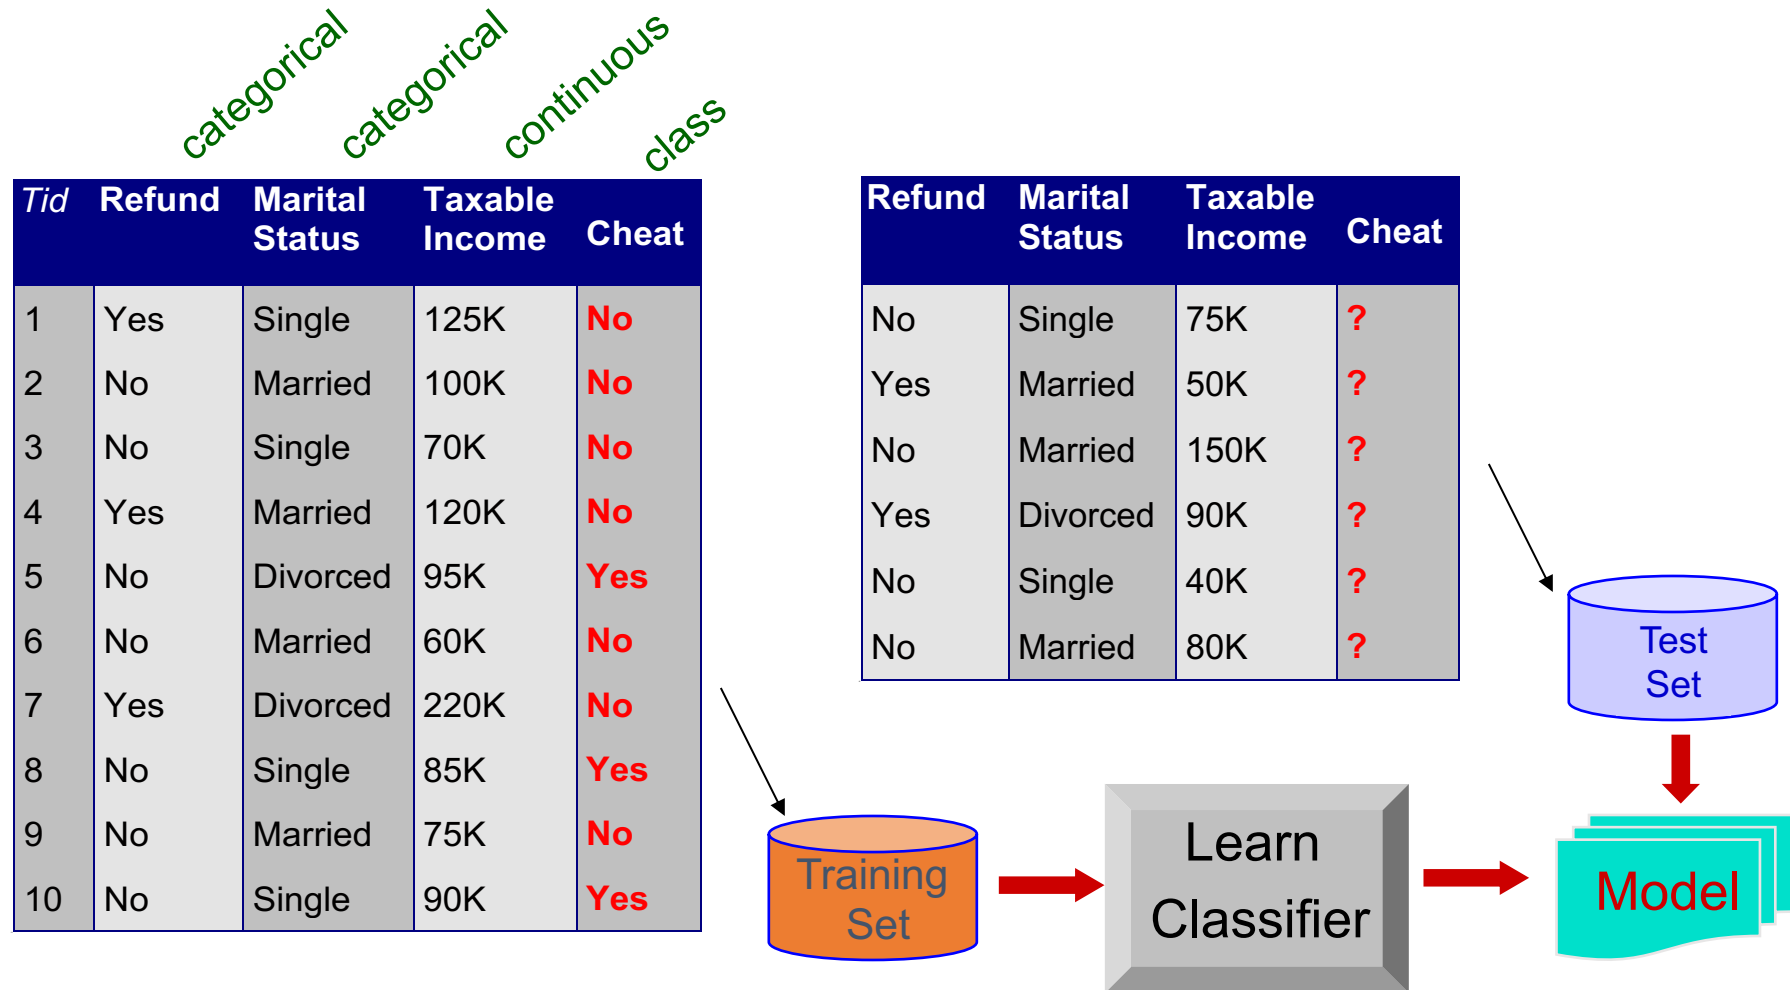 categorical categorical continuous class
Tid Refund Marital Status Taxable Income Cheat
1 Yes Single 125K No
2 No Married 100K No
3 No Single 70K No
4 Yes Married 120K No
5 No Divorced 95K Yes
6 No Married 60K No
7 Yes Divorced 220K No
8 No Single 85K Yes
9 No Married 75K No
10 No Single 90K Yes
Refund Marital Status Taxable Income Cheat
No Single 75K ?
Yes Married 50K ?
No Married 150K ?
Yes Divorced 90K ?
No Single 40K ?
No Married 80K ?
Test
Set
Training
Set
Learn
Classifier
Model